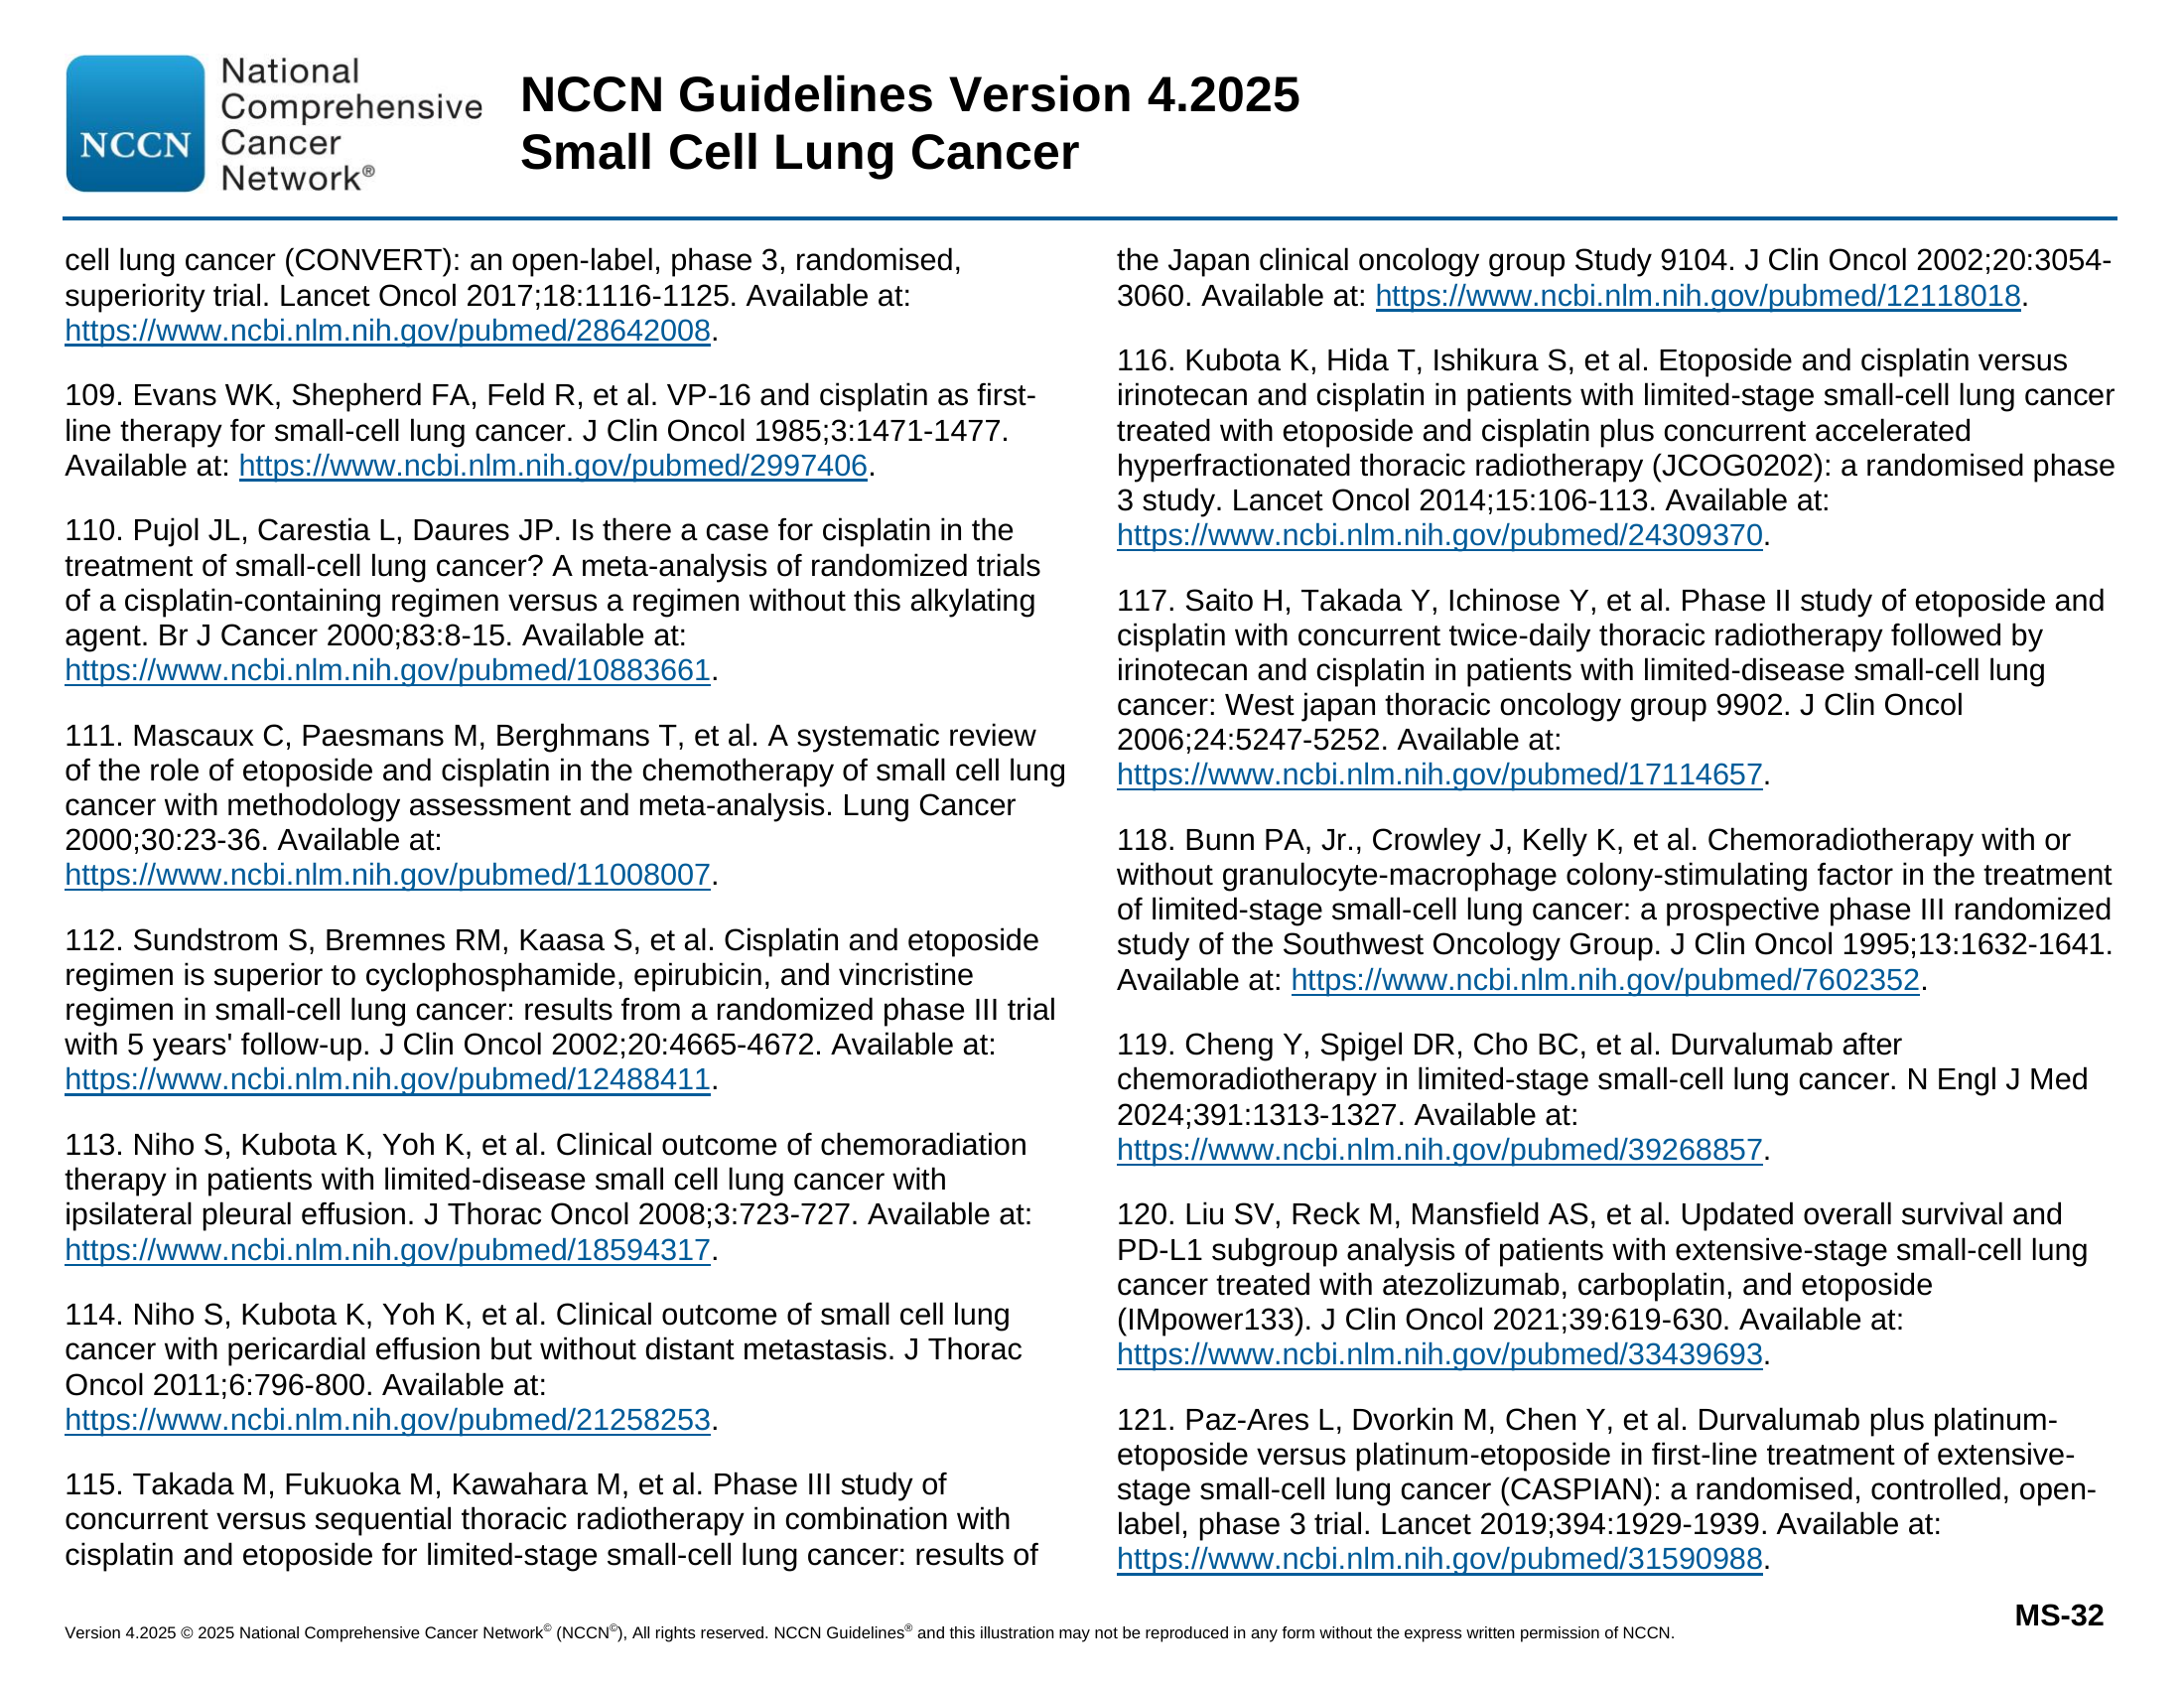 National
Comprehensive
NCCN
Cancer
Network®
NCCN Guidelines Version 4.2025
Small Cell Lung Cancer
cell lung cancer (CONVERT): an open-label, phase 3, randomised,
superiority trial. Lancet Oncol 2017;18:1116-1125. Available at:
https://www.ncbi.nlm.nih.gov/pubmed/28642008.
109. Evans WK, Shepherd FA, Feld R, et al. VP-16 and cisplatin as first-
line therapy for small-cell lung cancer. J Clin Oncol 1985;3:1471-1477.
Available at: https://www.ncbi.nlm.nih.gov/pubmed/2997406.
110. Pujol JL, Carestia L, Daures JP. Is there a case for cisplatin in the
treatment of small-cell lung cancer? A meta-analysis of randomized trials
of a cisplatin-containing regimen versus a regimen without this alkylating
agent. Br J Cancer 2000;83:8-15. Available at:
https://www.ncbi.nlm.nih.gov/pubmed/10883661.
111. Mascaux C, Paesmans M, Berghmans T, et al. A systematic review
of the role of etoposide and cisplatin in the chemotherapy of small cell lung
cancer with methodology assessment and meta-analysis. Lung Cancer
2000;30:23-36. Available at:
https://www.ncbi.nlm.nih.gov/pubmed/11008007.
112. Sundstrom S, Bremnes RM, Kaasa S, et al. Cisplatin and etoposide
regimen is superior to cyclophosphamide, epirubicin, and vincristine
regimen in small-cell lung cancer: results from a randomized phase III trial
with 5 years' follow-up. J Clin Oncol 2002;20:4665-4672. Available at:
https://www.ncbi.nlm.nih.gov/pubmed/12488411.
113. Niho S, Kubota K, Yoh K, et al. Clinical outcome of chemoradiation
therapy in patients with limited-disease small cell lung cancer with
ipsilateral pleural effusion. J Thorac Oncol 2008;3:723-727. Available at:
https://www.ncbi.nlm.nih.gov/pubmed/18594317.
114. Niho S, Kubota K, Yoh K, et al. Clinical outcome of small cell lung
cancer with pericardial effusion but without distant metastasis. J Thorac
Oncol 2011;6:796-800. Available at:
https://www.ncbi.nlm.nih.gov/pubmed/21258253.
115. Takada M, Fukuoka M, Kawahara M, et al. Phase III study of
concurrent versus sequential thoracic radiotherapy in combination with
cisplatin and etoposide for limited-stage small-cell lung cancer: results of
the Japan clinical oncology group Study 9104. J Clin Oncol 2002;20:3054-
3060. Available at: https://www.ncbi.nlm.nih.gov/pubmed/12118018.
116. Kubota K, Hida T, Ishikura S, et al. Etoposide and cisplatin versus
irinotecan and cisplatin in patients with limited-stage small-cell lung cancer
treated with etoposide and cisplatin plus concurrent accelerated
hyperfractionated thoracic radiotherapy (JCOG0202): a randomised phase
3 study. Lancet Oncol 2014;15:106-113. Available at:
https://www.ncbi.nlm.nih.gov/pubmed/24309370.
117. Saito H, Takada Y, Ichinose Y, et al. Phase II study of etoposide and
cisplatin with concurrent twice-daily thoracic radiotherapy followed by
irinotecan and cisplatin in patients with limited-disease small-cell lung
cancer: West japan thoracic oncology group 9902. J Clin Oncol
2006;24:5247-5252. Available at:
https://www.ncbi.nlm.nih.gov/pubmed/17114657.
118. Bunn PA, Jr., Crowley J, Kelly K, et al. Chemoradiotherapy with or
without granulocyte-macrophage colony-stimulating factor in the treatment
of limited-stage small-cell lung cancer: a prospective phase III randomized
study of the Southwest Oncology Group. J Clin Oncol 1995;13:1632-1641.
Available at: https://www.ncbi.nlm.nih.gov/pubmed/7602352.
119. Cheng Y, Spigel DR, Cho BC, et al. Durvalumab after
chemoradiotherapy in limited-stage small-cell lung cancer. N Engl J Med
2024;391:1313-1327. Available at:
https://www.ncbi.nlm.nih.gov/pubmed/39268857.
120. Liu SV, Reck M, Mansfield AS, et al. Updated overall survival and
PD-L1 subgroup analysis of patients with extensive-stage small-cell lung
cancer treated with atezolizumab, carboplatin, and etoposide
(IMpower133). J Clin Oncol 2021;39:619-630. Available at:
https://www.ncbi.nlm.nih.gov/pubmed/33439693.
121. Paz-Ares L, Dvorkin M, Chen Y, et al. Durvalumab plus platinum-
etoposide versus platinum-etoposide in first-line treatment of extensive-
stage small-cell lung cancer (CASPIAN): a randomised, controlled, open-
label, phase 3 trial. Lancet 2019;394:1929-1939. Available at:
https://www.ncbi.nlm.nih.gov/pubmed/31590988.
MS-32
Version 4.2025 © 2025 National Comprehensive Cancer Network© (NCCN©), All rights reserved. NCCN Guidelines® and this illustration may not be reproduced in any form without the express written permission of NCCN.